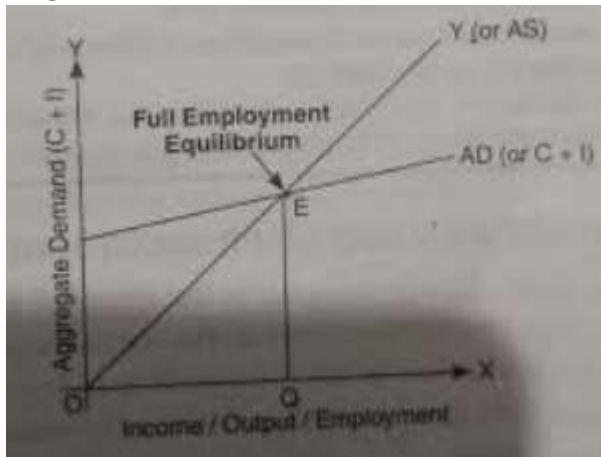 Y
Y (or AS)
Full Employment
Equilibrium
AD (or C + I)
E
Aggregate Demand (C + I)
O
Q
X
Income / Output / Employment